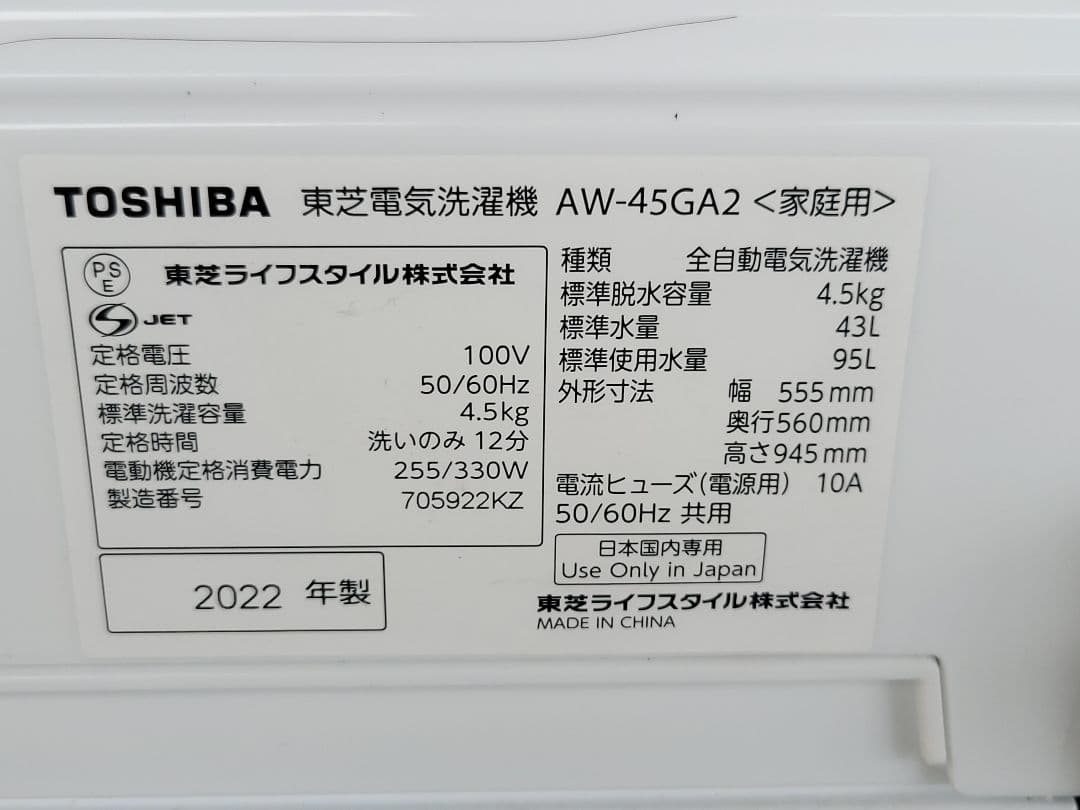 TOSHIBA 東芝電気洗濯機 AW-45GA2 <家庭用>
PSE 東芝ライフスタイル株式会社
JET
定格電圧 100V
定格周波数 50/60Hz
標準洗濯容量 4.5kg
定格時間 洗いのみ 12分
電動機定格消費電力 255/330W
製造番号 705922KZ
2022 年製
種類 全自動電気洗濯機
標準脱水容量 4.5kg
標準水量 43L
標準使用水量 95L
外形寸法 幅 555mm
奥行560mm
高さ945mm
電流ヒューズ(電源用) 10A
50/60Hz 共用
日本国内専用
Use Only in Japan
東芝ライフスタイル株式会社
MADE IN CHINA